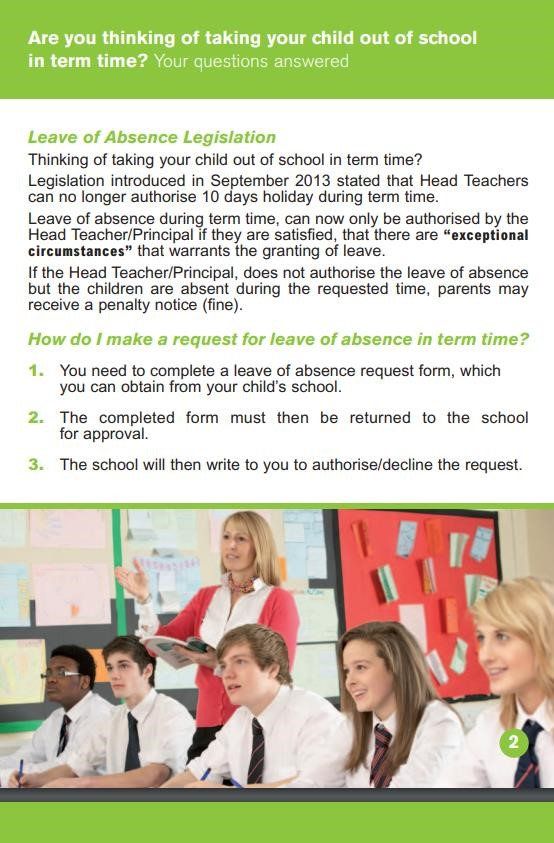 Are you thinking of taking your child out of school
in term time? Your questions answered
Leave of Absence Legislation
Thinking of taking your child out of school in term time?
Legislation introduced in September 2013 stated that Head Teachers
can no longer authorise 10 days holiday during term time.
Leave of absence during term time, can now only be authorised by the
Head Teacher/Principal if they are satisfied, that there are “exceptional
circumstances” that warrants the granting of leave.
If the Head Teacher/Principal, does not authorise the leave of absence
but the children are absent during the requested time, parents may
receive a penalty notice (fine).
How do I make a request for leave of absence in term time?
1. You need to complete a leave of absence request form, which
you can obtain from your child’s school.
2. The completed form must then be returned to the school
for approval.
3. The school will then write to you to authorise/decline the request.
2